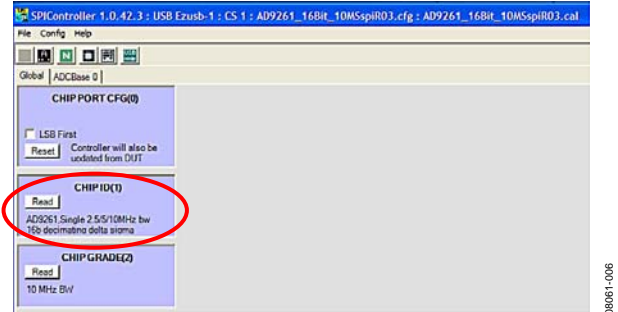 SPIController 1.0.42.3 : USB Ezusb-1 : CS 1 : AD9261_16Bit_10MSspiR03.cfg : AD9261_16Bit_10MSspiR03.cal
File Config Help
N
Global ADCBase 0
CHIP PORT CFG(0)
LSB First
Reset Controller will also be
updated from DUT
CHIP ID(1)
Read
AD9261,Single 2.5/5/10MHz bw
16b decimating delta sigma
CHIP GRADE(2)
Read
10 MHz BW
08061-006